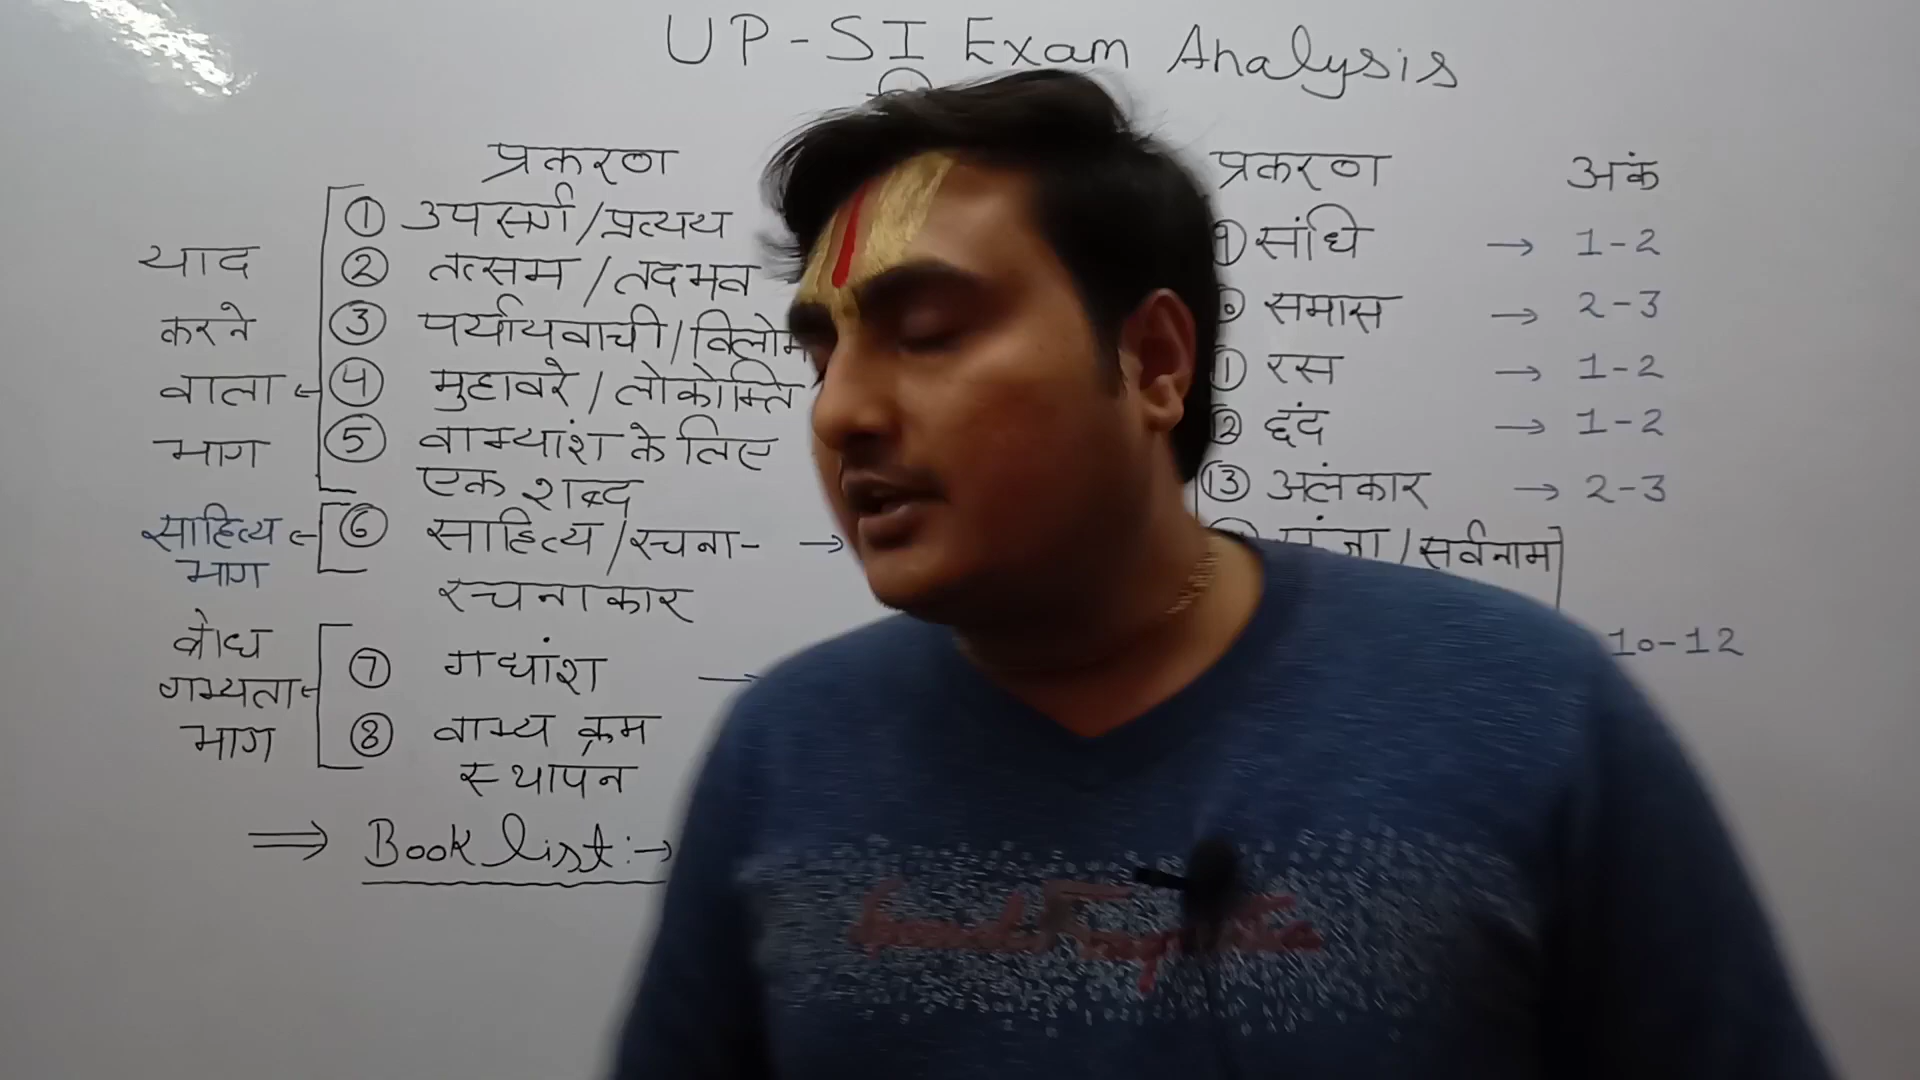 UP-SI Exam Analysis
प्रकरण
① उपसर्ग/प्रत्यय
② तत्सम/तदभव
③ पर्यायवाची/विलोम
④ मुहावरे/लोकोक्ति
⑤ वाक्यांश के लिए
एक शब्द
⑥ साहित्य/रचना- →
रचनाकार
⑦ गद्यांश →
⑧ वाक्य क्रम
स्थापन
याद
करने
वाला
भाग
साहित्य
भाग
बोध
गम्यता
भाग
⇒ Book list:→
प्रकरण अंक
संधि → 1-2
समास → 2-3
रस → 1-2
छंद → 1-2
⑬ अलंकार → 2-3
/सर्वनाम
10-12